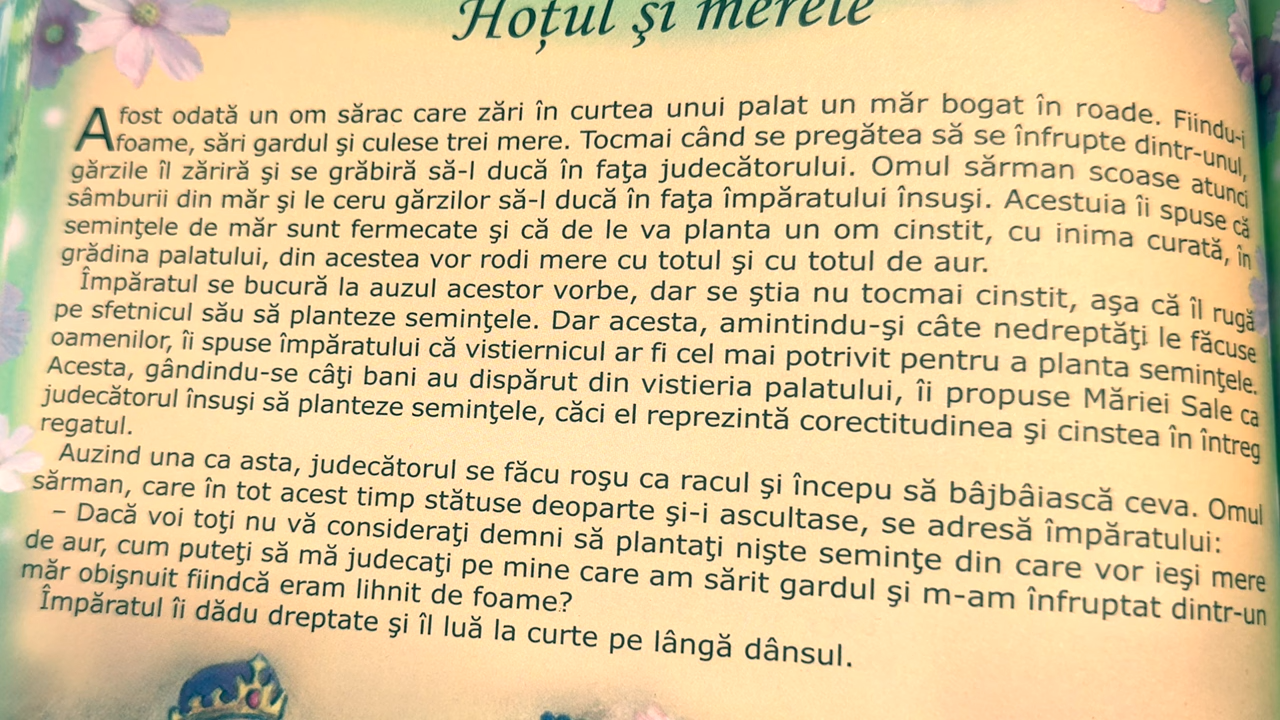 Hoţul şi merele
A fost odată un om sărac care zări în curtea unui palat un măr bogat în roade. Fiindu-i
foame, sări gardul şi culese trei mere. Tocmai când se pregătea să se înfrupte dintr-unul,
gărzile îl zăriră şi se grăbiră să-l ducă în faţa judecătorului. Omul sărman scoase atunci
sâmburii din măr şi le ceru gărzilor să-l ducă în faţa împăratului însuşi. Acestuia îi spuse că
seminţele de măr sunt fermecate şi că de le va planta un om cinstit, cu inima curată, în
grădina palatului, din acestea vor rodi mere cu totul şi cu totul de aur.
Împăratul se bucură la auzul acestor vorbe, dar se ştia nu tocmai cinstit, aşa că îl rugă
pe sfetnicul său să planteze seminţele. Dar acesta, amintindu-şi câte nedreptăţi le făcuse
oamenilor, îi spuse împăratului că vistiernicul ar fi cel mai potrivit pentru a planta seminţele.
Acesta, gândindu-se câţi bani au dispărut din vistieria palatului, îi propuse Măriei Sale ca
judecătorul însuşi să planteze seminţele, căci el reprezintă corectitudinea şi cinstea în întreg
regatul.
Auzind una ca asta, judecătorul se făcu roşu ca racul şi începu să bâjbâiască ceva. Omul
sărman, care în tot acest timp stătuse deoparte şi-i ascultase, se adresă împăratului:
– Dacă voi toţi nu vă consideraţi demni să plantaţi nişte seminţe din care vor ieşi mere
de aur, cum puteţi să mă judecaţi pe mine care am sărit gardul şi m-am înfruptat dintr-un
măr obişnuit fiindcă eram lihnit de foame?
Împăratul îi dădu dreptate şi îl luă la curte pe lângă dânsul.